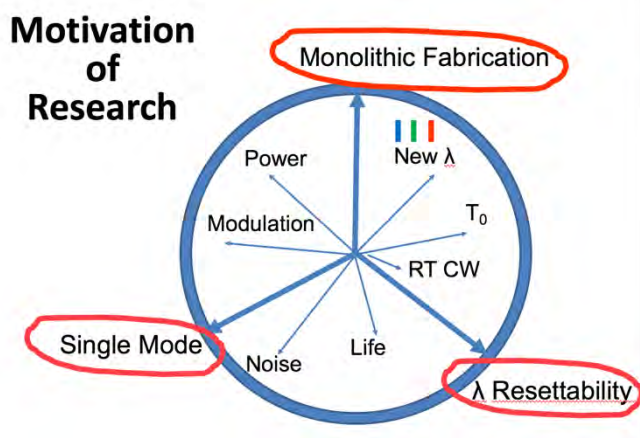 Motivation
of
Research
Monolithic Fabrication
New λ
Power
T₀
Modulation
RT CW
Single Mode
Life
Noise
λ Resettability